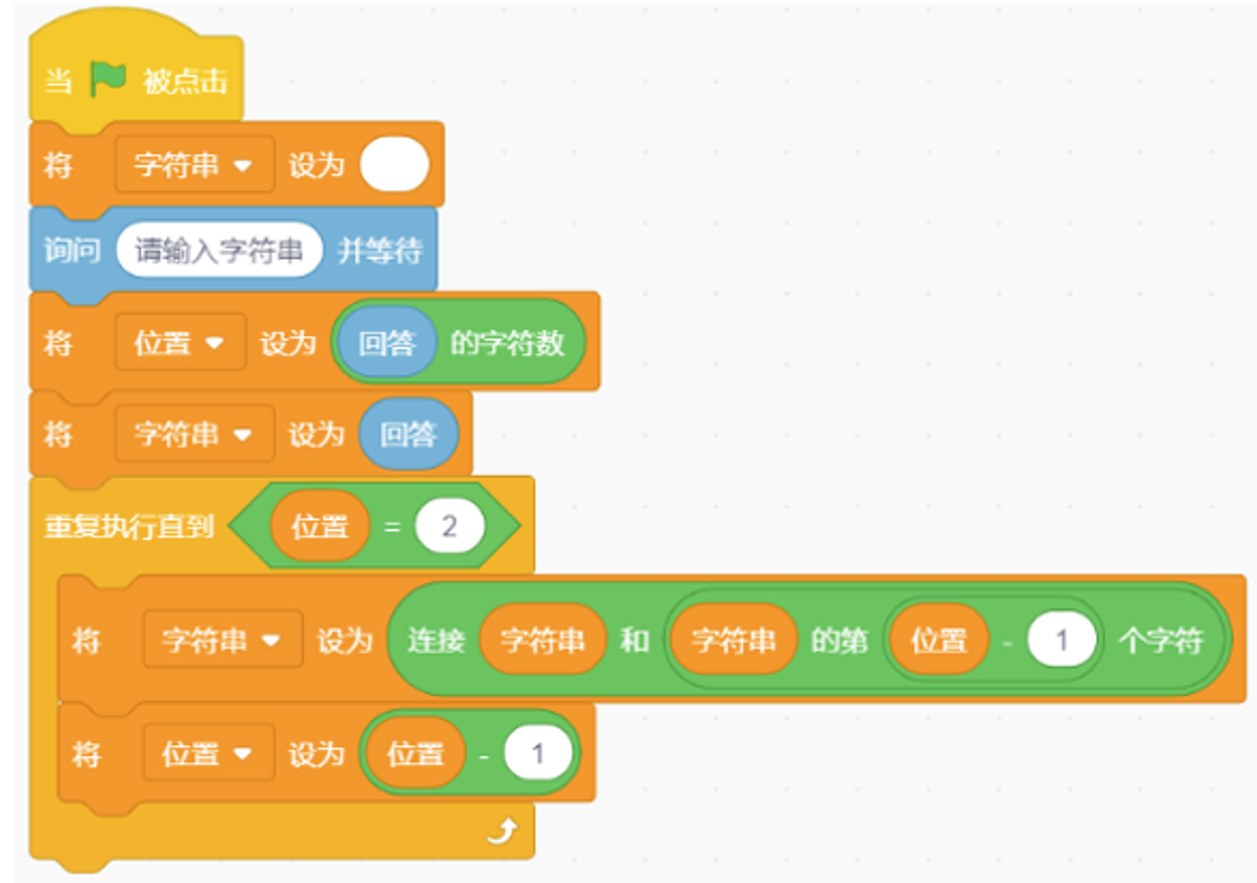 当 被点击
将 字符串 设为
询问 请输入字符串 并等待
将 位置 设为 回答 的字符数
将 字符串 设为 回答
重复执行直到 位置 = 2
将 字符串 设为 连接 字符串 和 字符串 的第 位置 - 1 个字符
将 位置 设为 位置 - 1